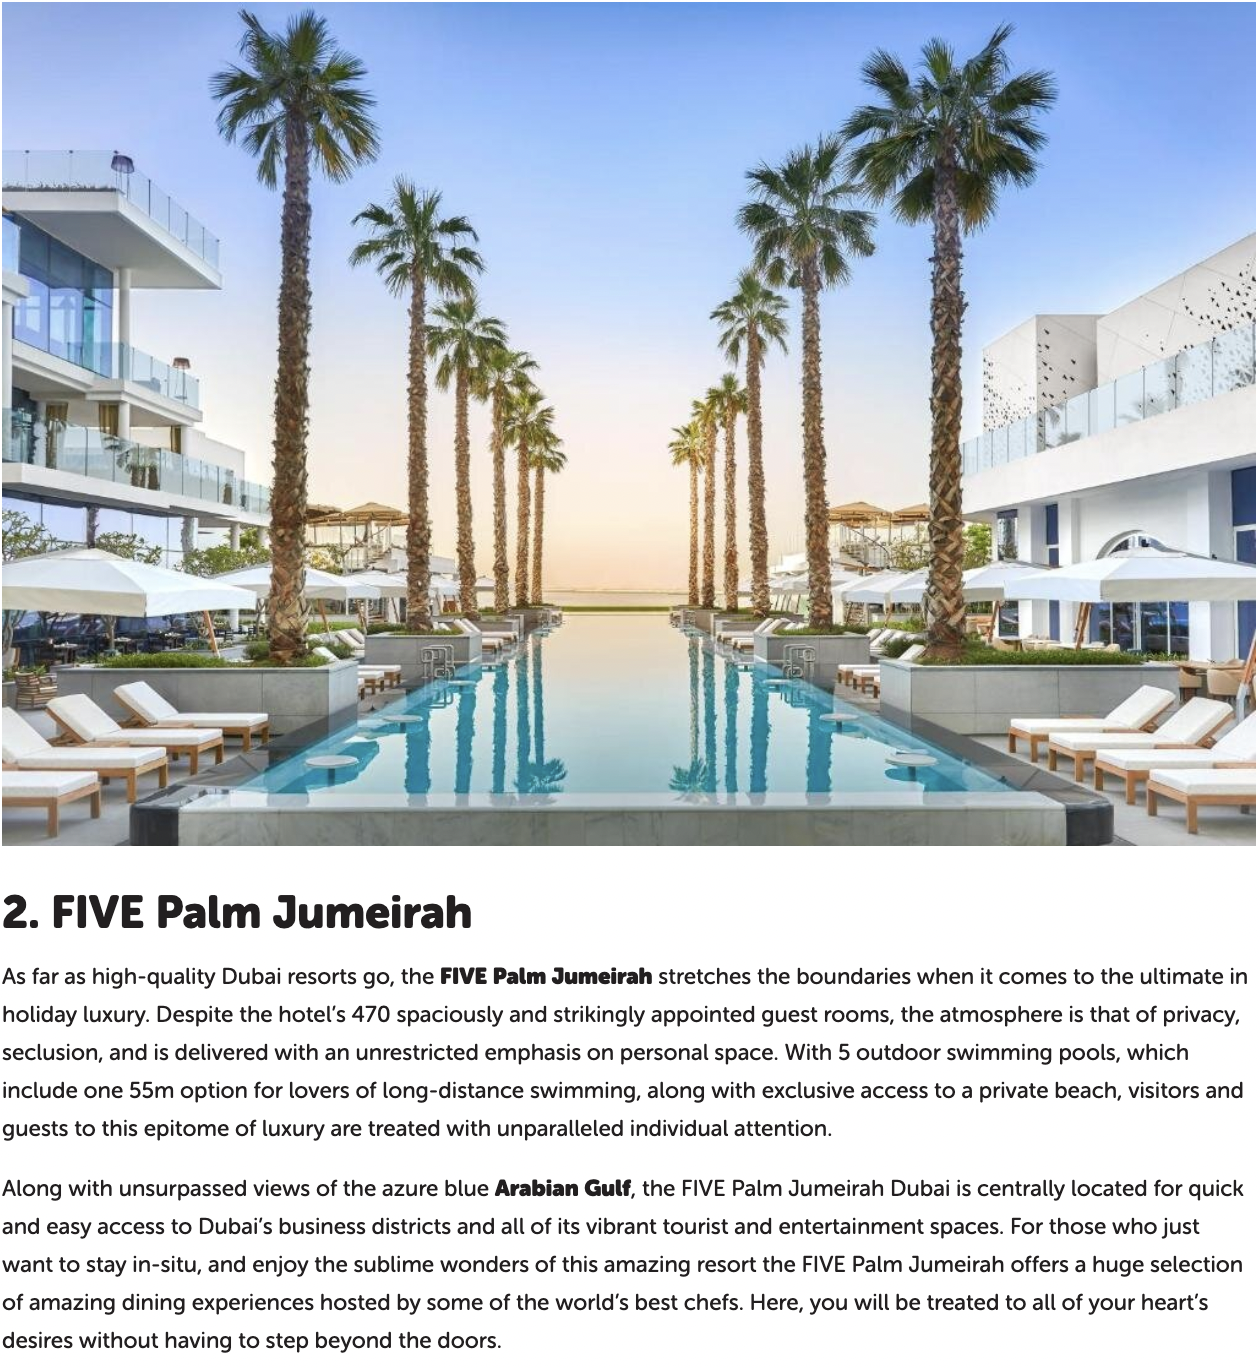 2. FIVE Palm Jumeirah
As far as high-quality Dubai resorts go, the FIVE Palm Jumeirah stretches the boundaries when it comes to the ultimate in
holiday luxury. Despite the hotel’s 470 spaciously and strikingly appointed guest rooms, the atmosphere is that of privacy,
seclusion, and is delivered with an unrestricted emphasis on personal space. With 5 outdoor swimming pools, which
include one 55m option for lovers of long-distance swimming, along with exclusive access to a private beach, visitors and
guests to this epitome of luxury are treated with unparalleled individual attention.
Along with unsurpassed views of the azure blue Arabian Gulf, the FIVE Palm Jumeirah Dubai is centrally located for quick
and easy access to Dubai’s business districts and all of its vibrant tourist and entertainment spaces. For those who just
want to stay in-situ, and enjoy the sublime wonders of this amazing resort the FIVE Palm Jumeirah offers a huge selection
of amazing dining experiences hosted by some of the world’s best chefs. Here, you will be treated to all of your heart’s
desires without having to step beyond the doors.